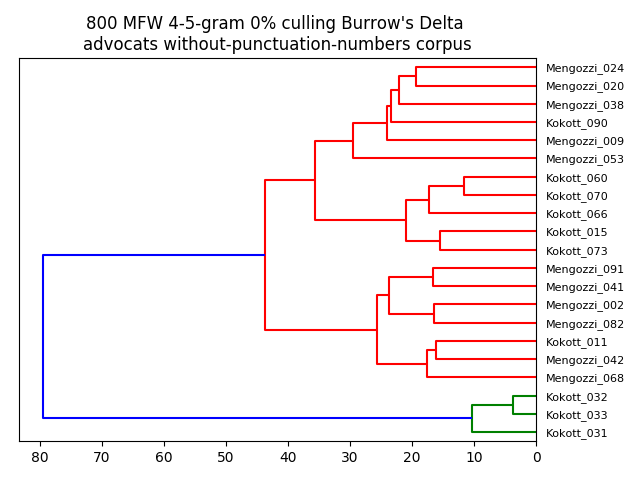 800 MFW 4-5-gram 0% culling Burrow's Delta
advocats without-punctuation-numbers corpus
Mengozzi_024
Mengozzi_020
Mengozzi_038
Kokott_090
Mengozzi_009
Mengozzi_053
Kokott_060
Kokott_070
Kokott_066
Kokott_015
Kokott_073
Mengozzi_091
Mengozzi_041
Mengozzi_002
Mengozzi_082
Kokott_011
Mengozzi_042
Mengozzi_068
Kokott_032
Kokott_033
Kokott_031
80 70 60 50 40 30 20 10 0